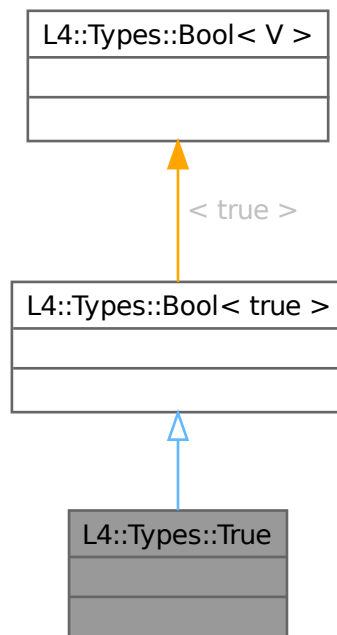 L4::Types::Bool< V >
< true >
L4::Types::Bool< true >
L4::Types::True